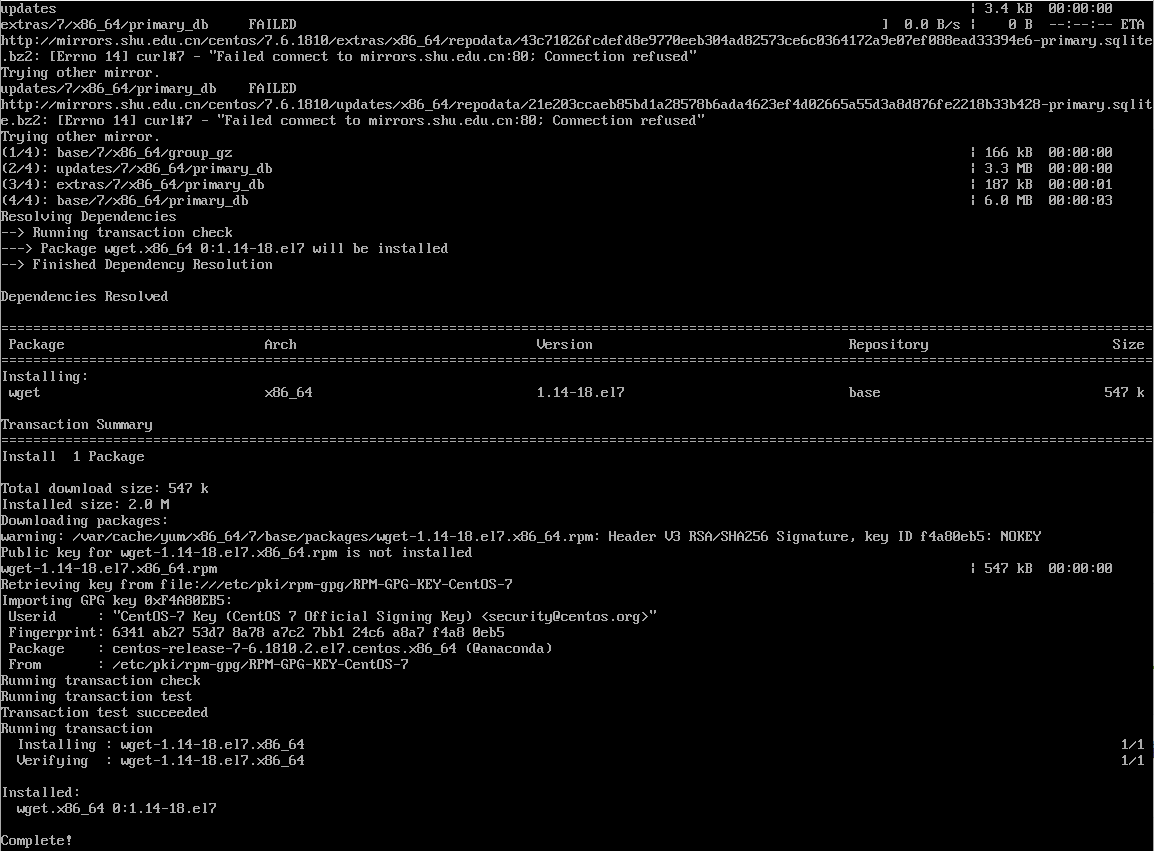 updates | 3.4 kB 00:00:00
extras/7/x86_64/primary_db FAILED ] 0.0 B/s | 0 B --:--:-- ETA
http://mirrors.shu.edu.cn/centos/7.6.1810/extras/x86_64/repodata/43c71026fcdefd8e9770eeb304ad82573ce6c0364172a9e07ef088ead33394e6-primary.sqlite
.bz2: [Errno 14] curl#7 - "Failed connect to mirrors.shu.edu.cn:80; Connection refused"
Trying other mirror.
updates/7/x86_64/primary_db FAILED
http://mirrors.shu.edu.cn/centos/7.6.1810/updates/x86_64/repodata/21e203ccaeb85bd1a28578b6ada4623ef4d02665a55d3a8d876fe2218b33b428-primary.sqlit
e.bz2: [Errno 14] curl#7 - "Failed connect to mirrors.shu.edu.cn:80; Connection refused"
Trying other mirror.
(1/4): base/7/x86_64/group_gz | 166 kB 00:00:00
(2/4): updates/7/x86_64/primary_db | 3.3 MB 00:00:00
(3/4): extras/7/x86_64/primary_db | 187 kB 00:00:01
(4/4): base/7/x86_64/primary_db | 6.0 MB 00:00:03
Resolving Dependencies
--> Running transaction check
---> Package wget.x86_64 0:1.14-18.el7 will be installed
--> Finished Dependency Resolution
Dependencies Resolved
================================================================================================================================================
Package Arch Version Repository Size
================================================================================================================================================
Installing:
wget x86_64 1.14-18.el7 base 547 k
Transaction Summary
================================================================================================================================================
Install 1 Package
Total download size: 547 k
Installed size: 2.0 M
Downloading packages:
warning: /var/cache/yum/x86_64/7/base/packages/wget-1.14-18.el7.x86_64.rpm: Header V3 RSA/SHA256 Signature, key ID f4a80eb5: NOKEY
Public key for wget-1.14-18.el7.x86_64.rpm is not installed
wget-1.14-18.el7.x86_64.rpm | 547 kB 00:00:00
Retrieving key from file:///etc/pki/rpm-gpg/RPM-GPG-KEY-CentOS-7
Importing GPG key 0xF4A80EB5:
Userid : "CentOS-7 Key (CentOS 7 Official Signing Key) <security@centos.org>"
Fingerprint: 6341 ab27 53d7 8a78 a7c2 7bb1 24c6 a8a7 f4a8 0eb5
Package : centos-release-7-6.1810.2.el7.centos.x86_64 (@anaconda)
From : /etc/pki/rpm-gpg/RPM-GPG-KEY-CentOS-7
Running transaction check
Running transaction test
Transaction test succeeded
Running transaction
Installing : wget-1.14-18.el7.x86_64 1/1
Verifying : wget-1.14-18.el7.x86_64 1/1
Installed:
wget.x86_64 0:1.14-18.el7
Complete!